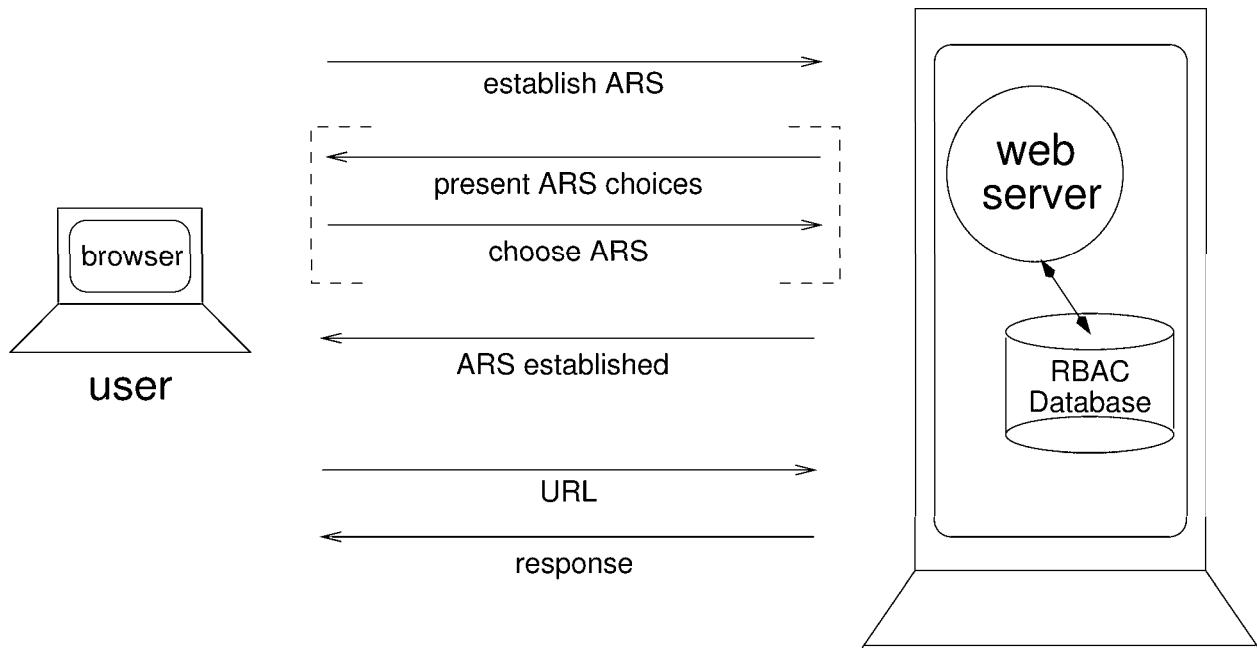 establish ARS
present ARS choices
choose ARS
ARS established
URL
response
browser
user
web
server
RBAC
Database